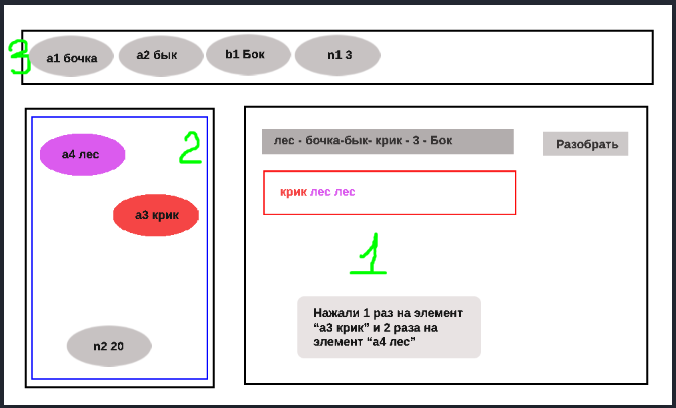 3
a1 бочка
a2 бык
b1 Бок
n1 3
2
a4 лес
a3 крик
n2 20
лес - бочка-бык- крик - 3 - Бок
Разобрать
крик лес лес
1
Нажали 1 раз на элемент
“a3 крик” и 2 раза на
элемент “a4 лес”